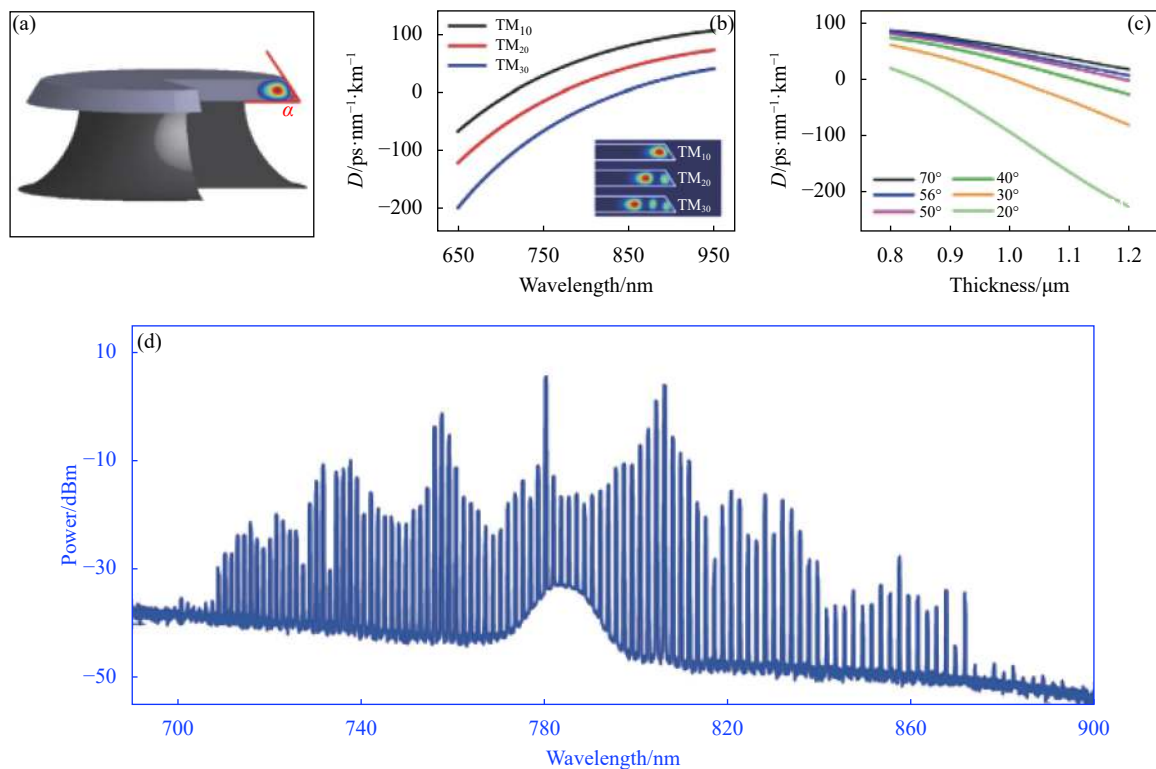 (a)
α
(b)
TM₁₀
TM₂₀
TM₃₀
100
0
−100
−200
D/ps·nm⁻¹·km⁻¹
TM₁₀
TM₂₀
TM₃₀
650
750
850
950
Wavelength/nm
(c)
100
0
−100
−200
D/ps·nm⁻¹·km⁻¹
70° 40°
56° 30°
50° 20°
0.8
0.9
1.0
1.1
1.2
Thickness/μm
(d)
10
−10
−30
−50
Power/dBm
700
740
780
820
860
900
Wavelength/nm